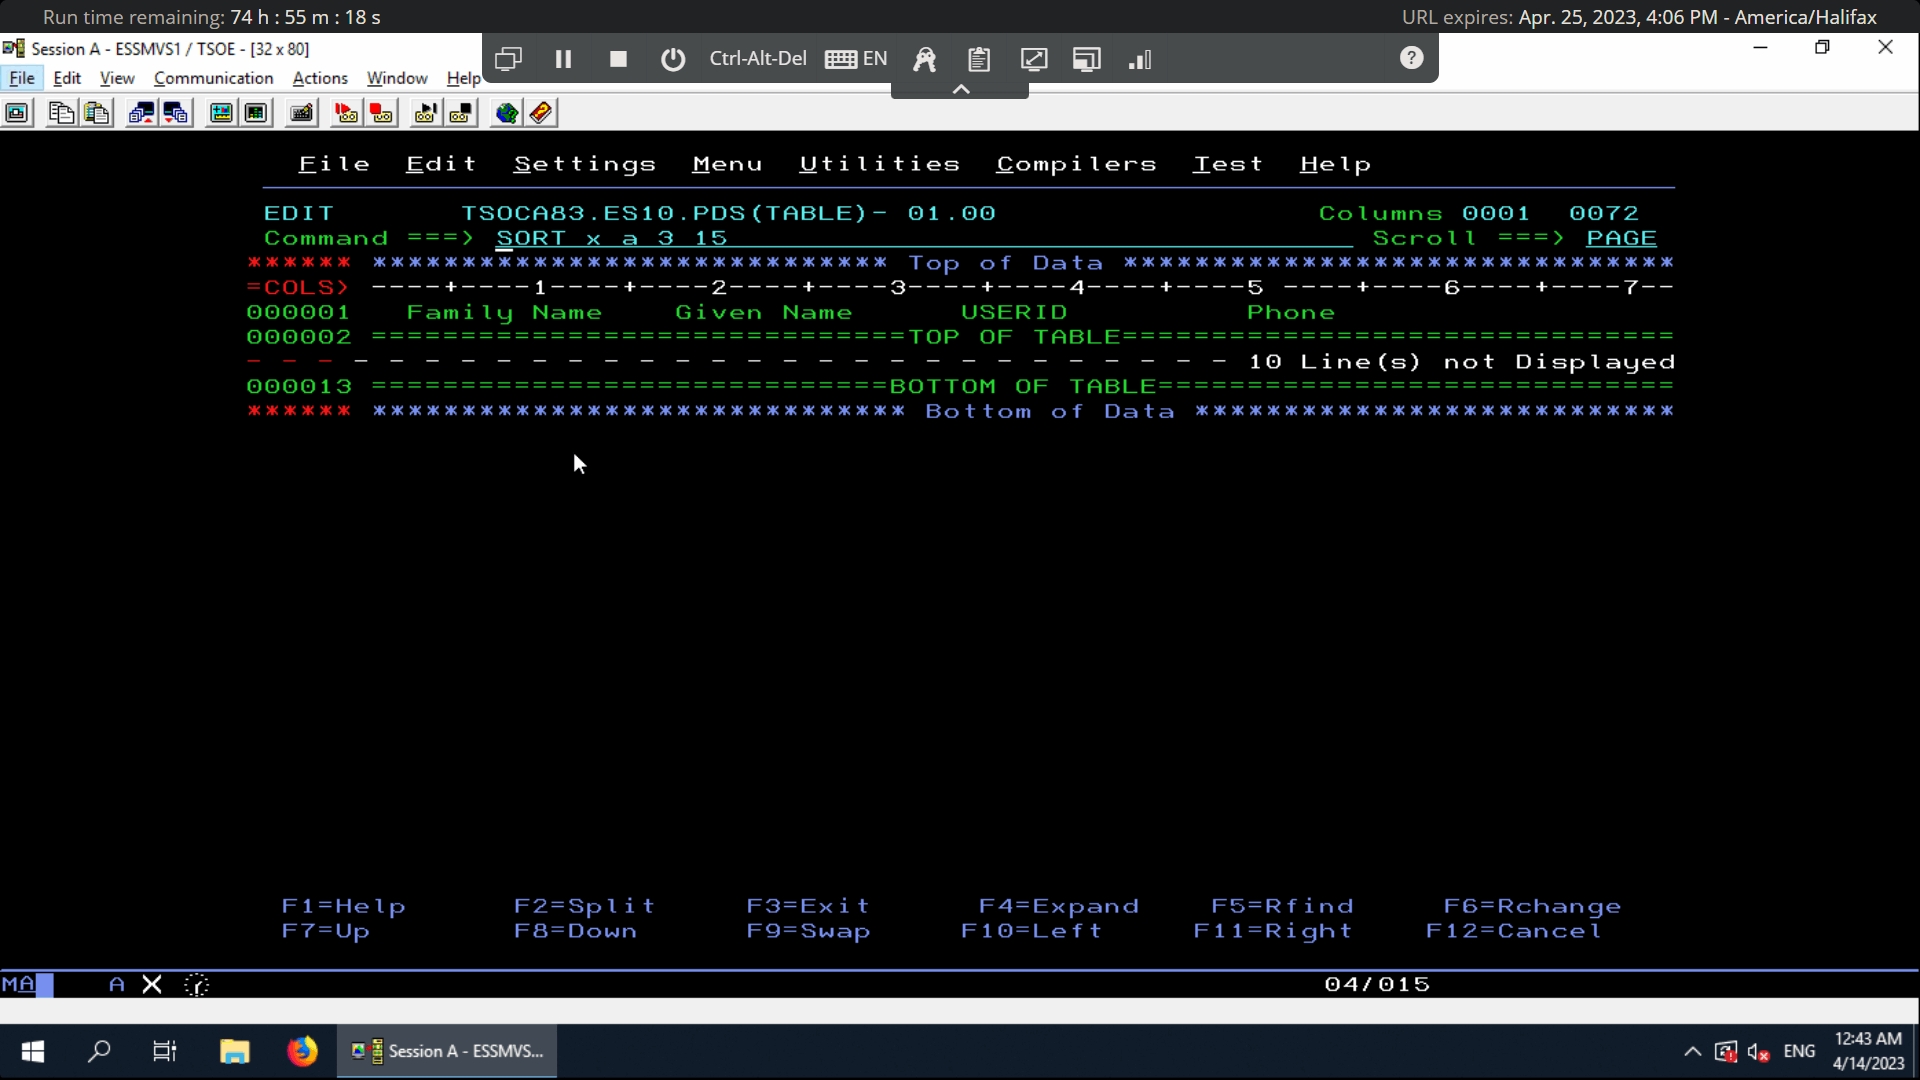 Run time remaining: 74 h : 55 m : 18 s
URL expires: Apr. 25, 2023, 4:06 PM - America/Halifax
Session A - ESSMVS1 / TSOE - [32 x 80]
Ctrl-Alt-Del EN
File Edit View Communication Actions Window Help
File Edit Settings Menu Utilities Compilers Test Help
EDIT TSOCA83.ES10.PDS(TABLE) - 01.00 Columns 0001 0072
Command ===> SORT x a 3 15 Scroll ===> PAGE
****** ***************************** Top of Data *******************************
=COLS> ----+----1----+----2----+----3----+----4----+----5 ----+----6----+----7--
000001 Family Name Given Name USERID Phone
000002 ==============================TOP OF TABLE===============================
- - - - - - - - - - - - - - - - - - - - - - - - - - - - 10 Line(s) not Displayed
000013 =============================BOTTOM OF TABLE=============================
****** ****************************** Bottom of Data ***************************
F1=Help F2=Split F3=Exit F4=Expand F5=Rfind F6=Rchange
F7=Up F8=Down F9=Swap F10=Left F11=Right F12=Cancel
MA A X 04/015
Session A - ESSMVS...
ENG
12:43 AM
4/14/2023